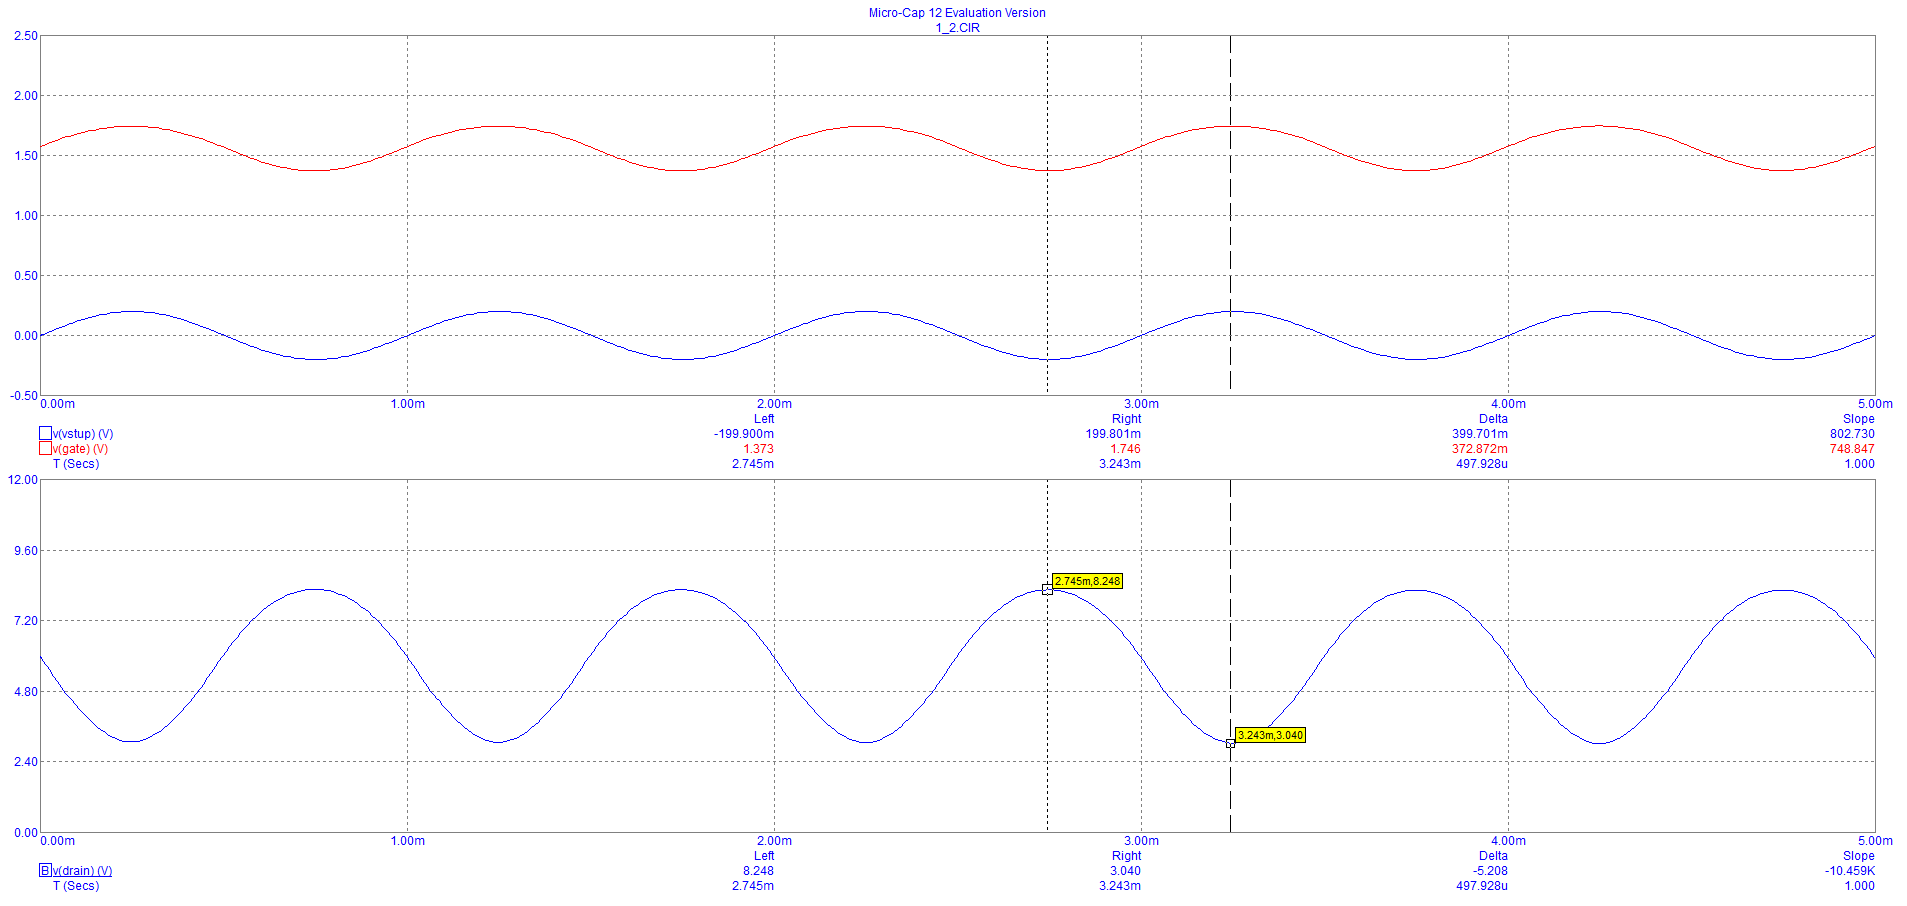 Micro-Cap 12 Evaluation Version
1_2.CIR
2.50
2.00
1.50
1.00
0.50
0.00
-0.50
0.00m 1.00m 2.00m 3.00m 4.00m 5.00m
Left Right Delta Slope
v(vstup) (V) -199.900m 199.801m 399.701m 802.730
v(gate) (V) 1.373 1.746 372.872m 748.847
T (Secs) 2.745m 3.243m 497.928u 1.000
12.00
9.60
2.745m,8.248
7.20
4.80
3.243m,3.040
2.40
0.00
0.00m 1.00m 2.00m 3.00m 4.00m 5.00m
Left Right Delta Slope
B v(drain) (V) 8.248 3.040 -5.208 -10.459K
T (Secs) 2.745m 3.243m 497.928u 1.000